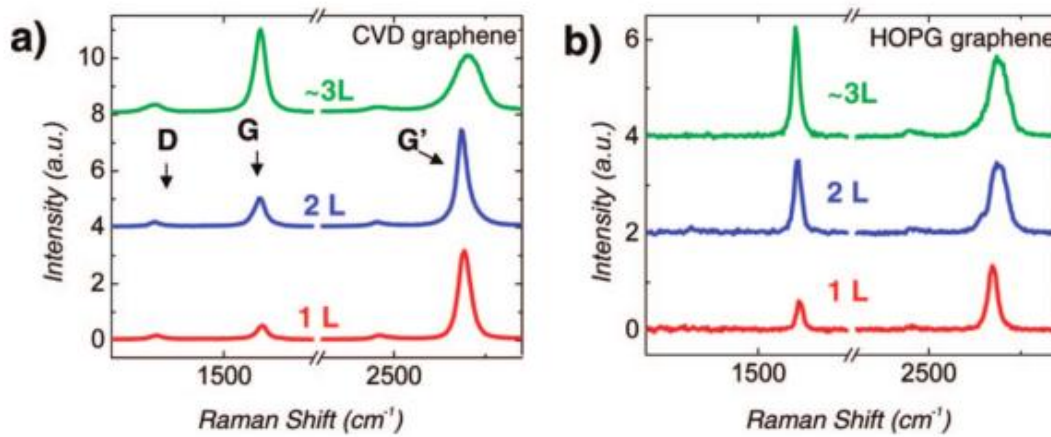 a)
CVD graphene
10
8
6
4
2
0
Intensity (a.u.)
~3L
D
G
G’
2 L
1 L
1500
2500
Raman Shift (cm⁻¹)
b)
HOPG graphene
6
4
2
0
Intensity (a.u.)
~3L
2 L
1 L
1500
2500
Raman Shift (cm⁻¹)